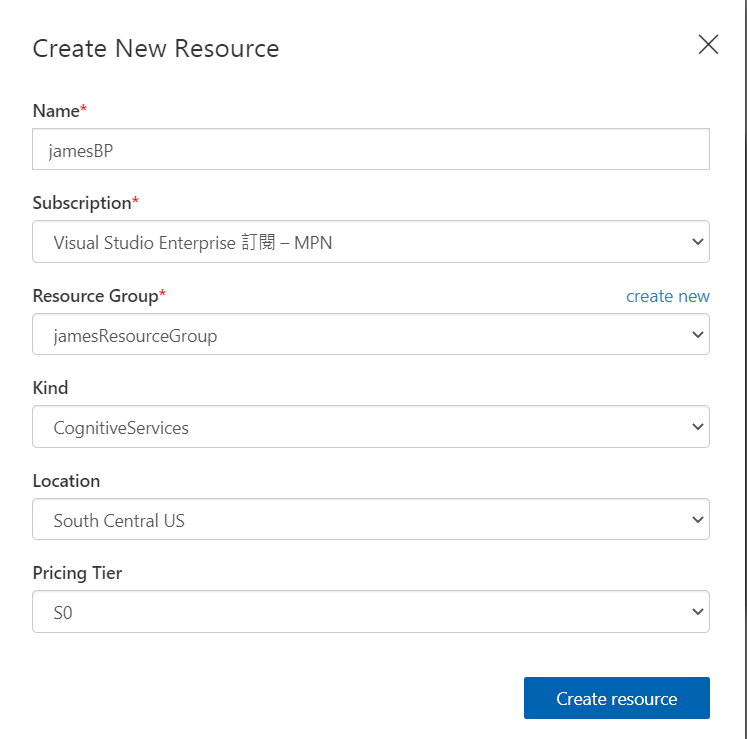 Create New Resource
Name*
jamesBP
Subscription*
Visual Studio Enterprise 訂閱 – MPN
Resource Group*
create new
jamesResourceGroup
Kind
CognitiveServices
Location
South Central US
Pricing Tier
S0
Create resource